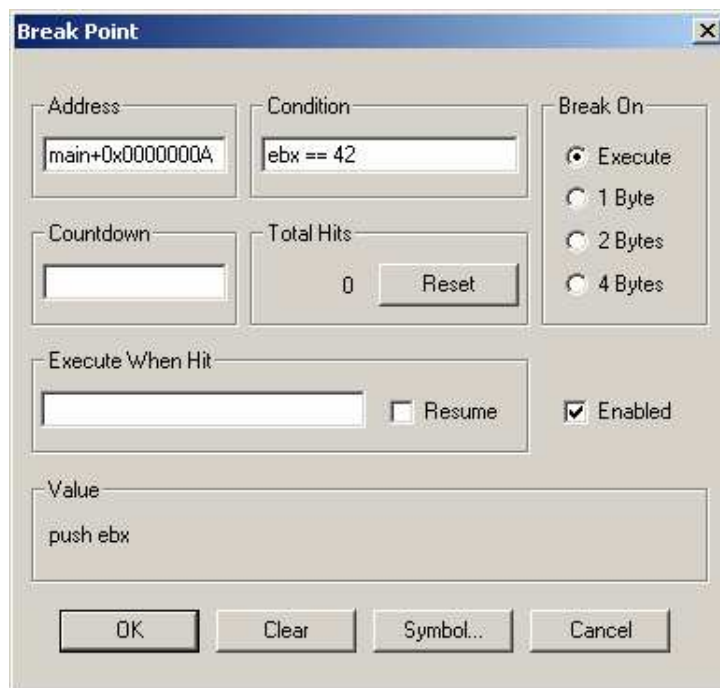 Break Point
Address
main+0x0000000A
Condition
ebx == 42
Break On
Execute
1 Byte
2 Bytes
4 Bytes
Countdown
Total Hits
0
Reset
Execute When Hit
Resume
Enabled
Value
push ebx
OK
Clear
Symbol...
Cancel